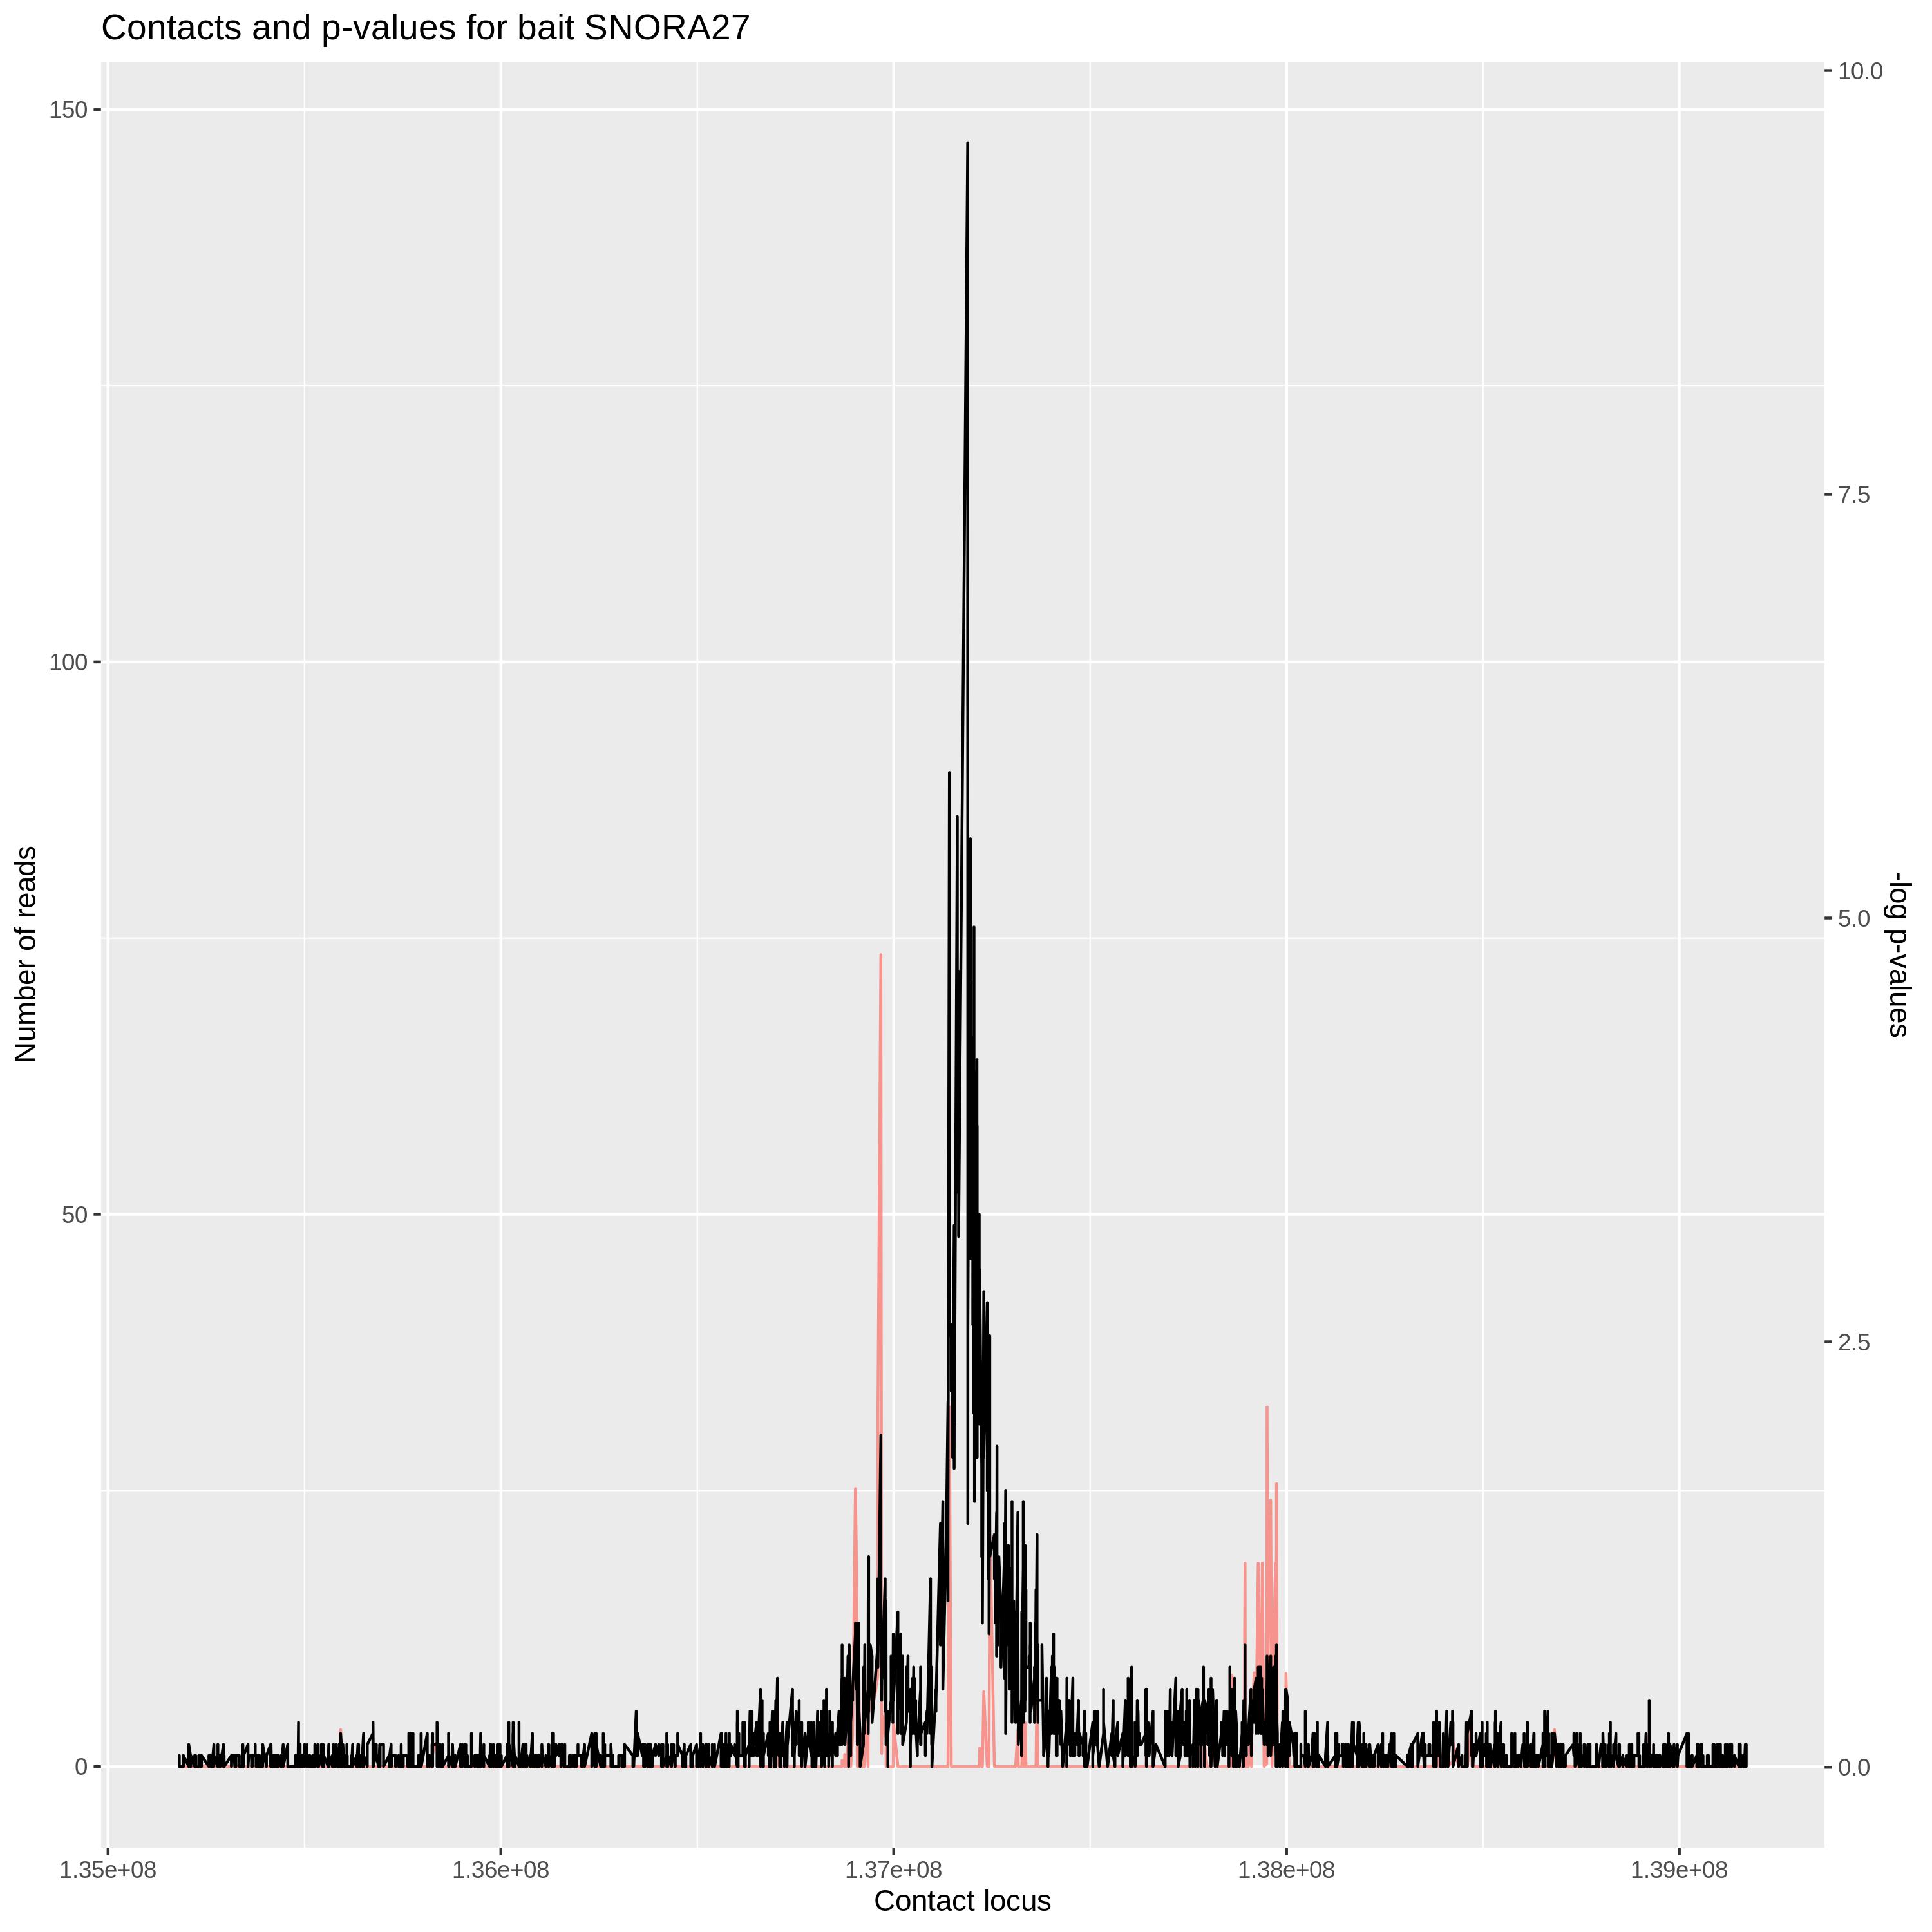 Contacts and p-values for bait SNORA27
150
100
50
0
Number of reads
10.0
7.5
5.0
2.5
0.0
-log p-values
1.35e+08
1.36e+08
1.37e+08
1.38e+08
1.39e+08
Contact locus